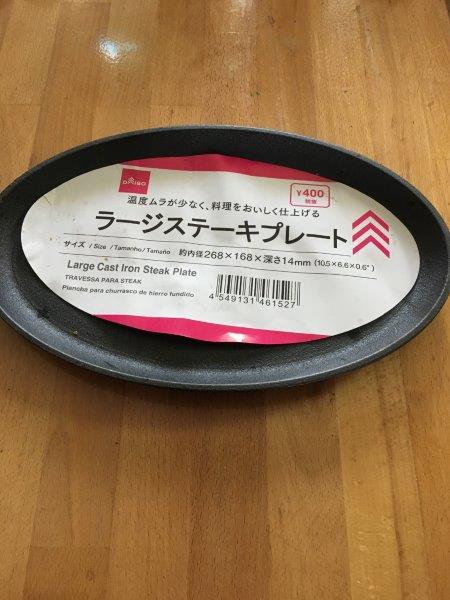 DAISO
¥400
税抜
温度ムラが少なく、料理をおいしく仕上げる
ラージステーキプレート
サイズ / Size / Tamanho / Tamaño / 約内径268×168×深さ14mm (10.5×6.6×0.6")
Large Cast Iron Steak Plate
TRAVESSA PARA STEAK
Plancha para churrasco de hierro fundido
4 549131 461527